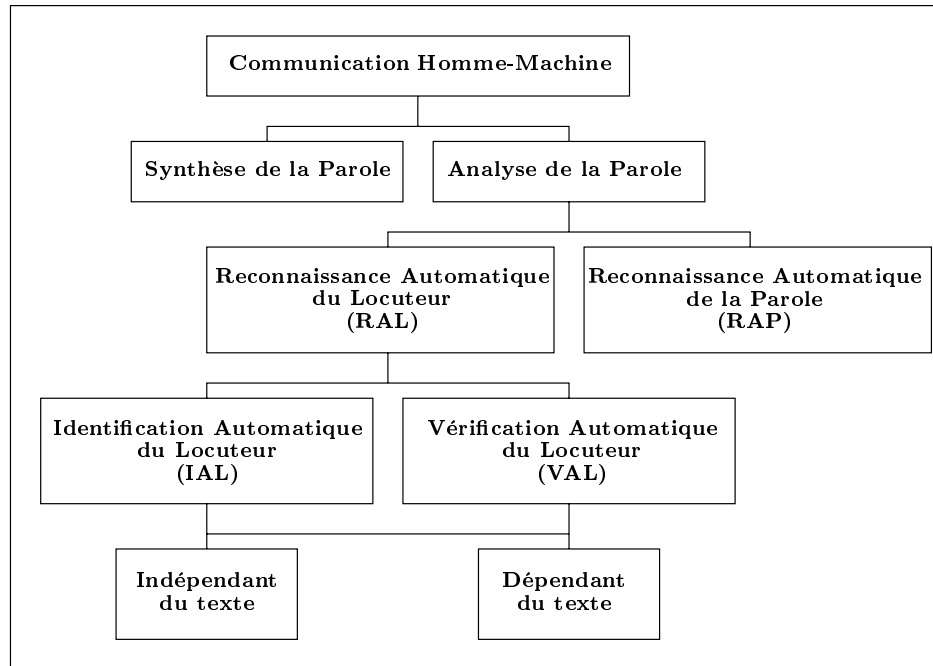 Communication Homme-Machine
Synthèse de la Parole
Analyse de la Parole
Reconnaissance Automatique
du Locuteur
(RAL)
Reconnaissance Automatique
de la Parole
(RAP)
Identification Automatique
du Locuteur
(IAL)
Vérification Automatique
du Locuteur
(VAL)
Indépendant
du texte
Dépendant
du texte